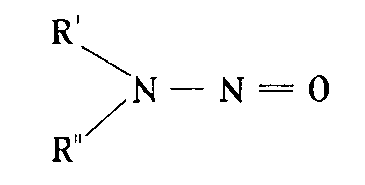 R'
N — N = O
R"